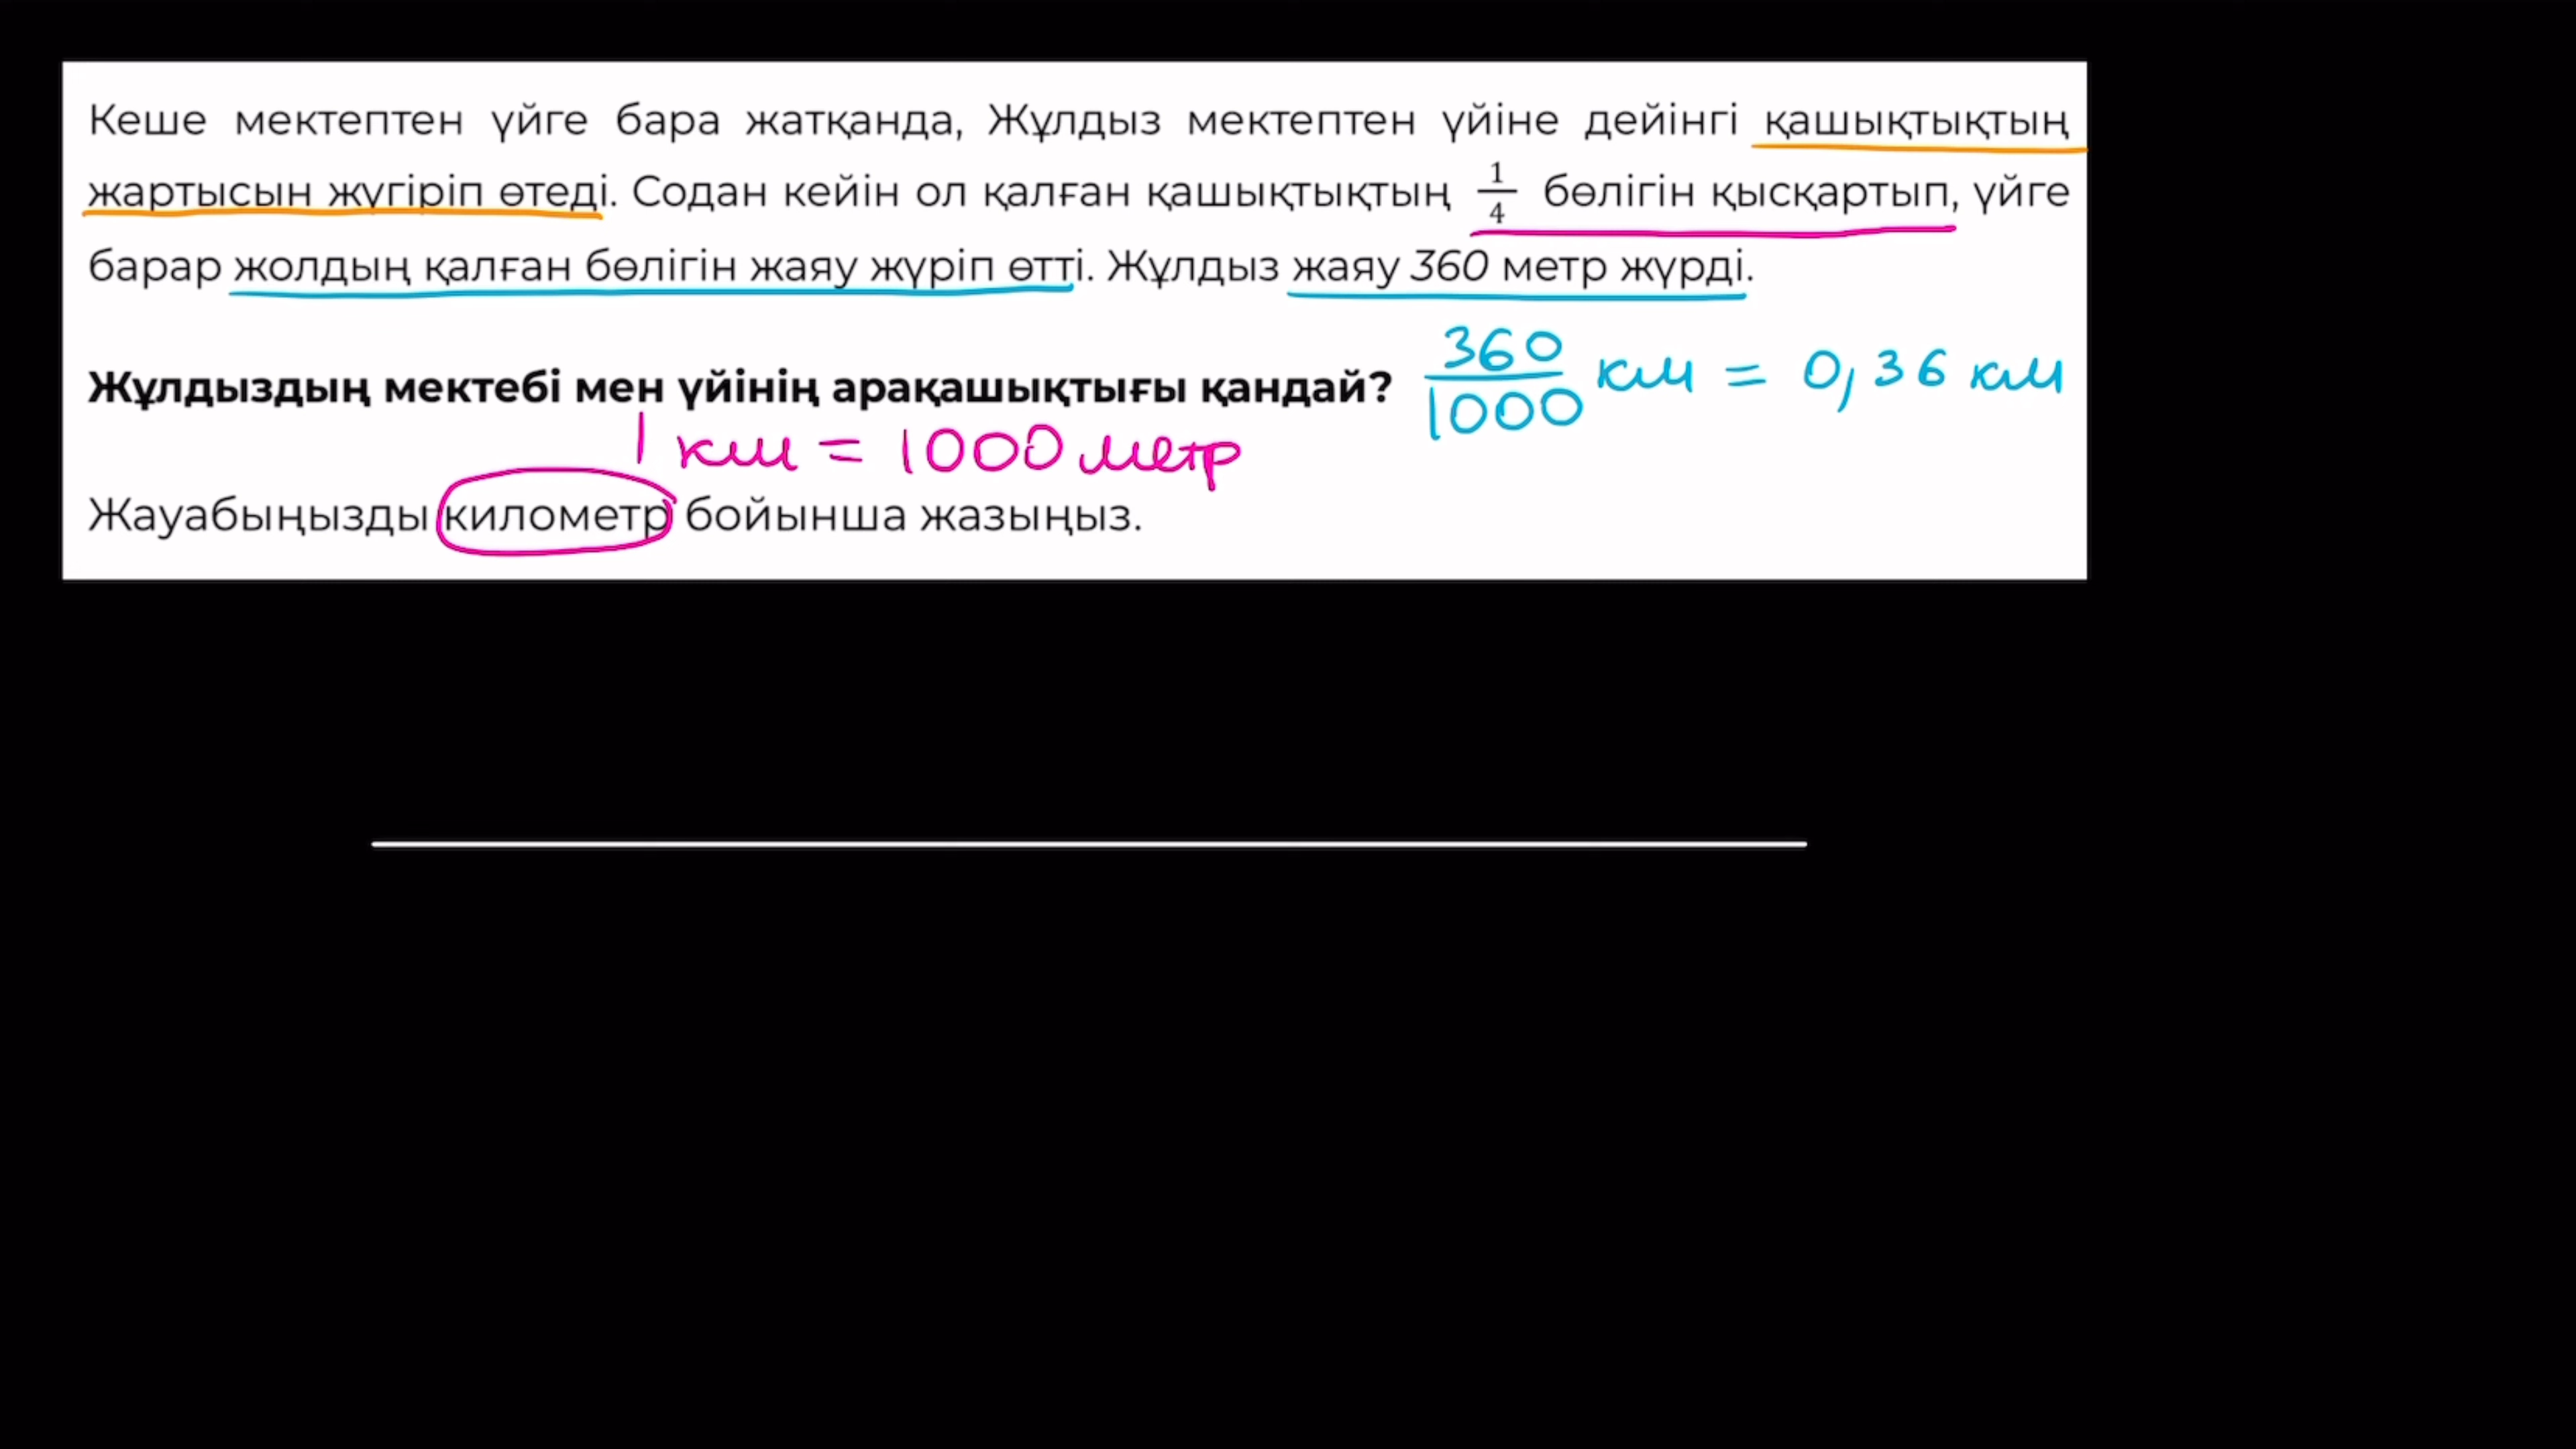 Кеше мектептен үйге бара жатқанда, Жұлдыз мектептен үйіне дейінгі қашықтықтың
жартысын жүгіріп өтеді. Содан кейін ол қалған қашықтықтың 1/4 бөлігін қысқартып, үйге
барар жолдың қалған бөлігін жаяу жүріп өтті. Жұлдыз жаяу 360 метр жүрді.
Жұлдыздың мектебі мен үйінің арақашықтығы қандай? 360/1000 км = 0,36 км
1 км = 1000 метр
Жауабыңызды километр бойынша жазыңыз.